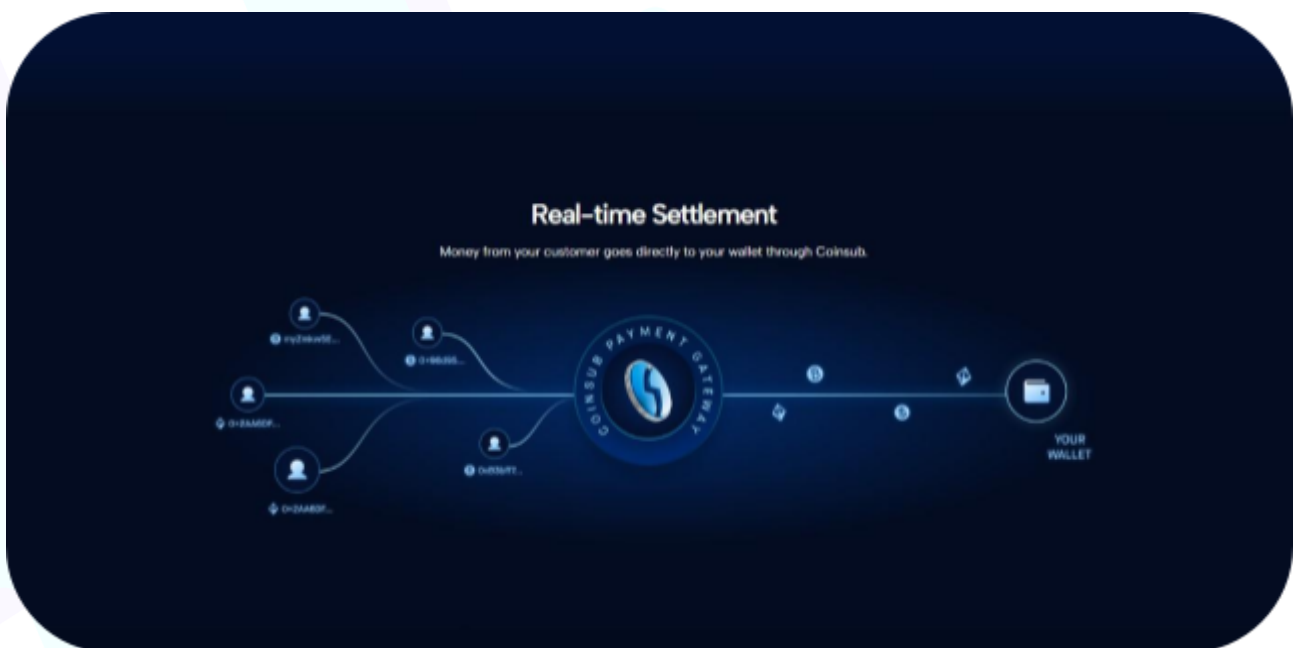 Real-time Settlement
Money from your customer goes directly to your wallet through Coinsub.
COINSUB PAYMENT GATEWAY
YOUR
WALLET